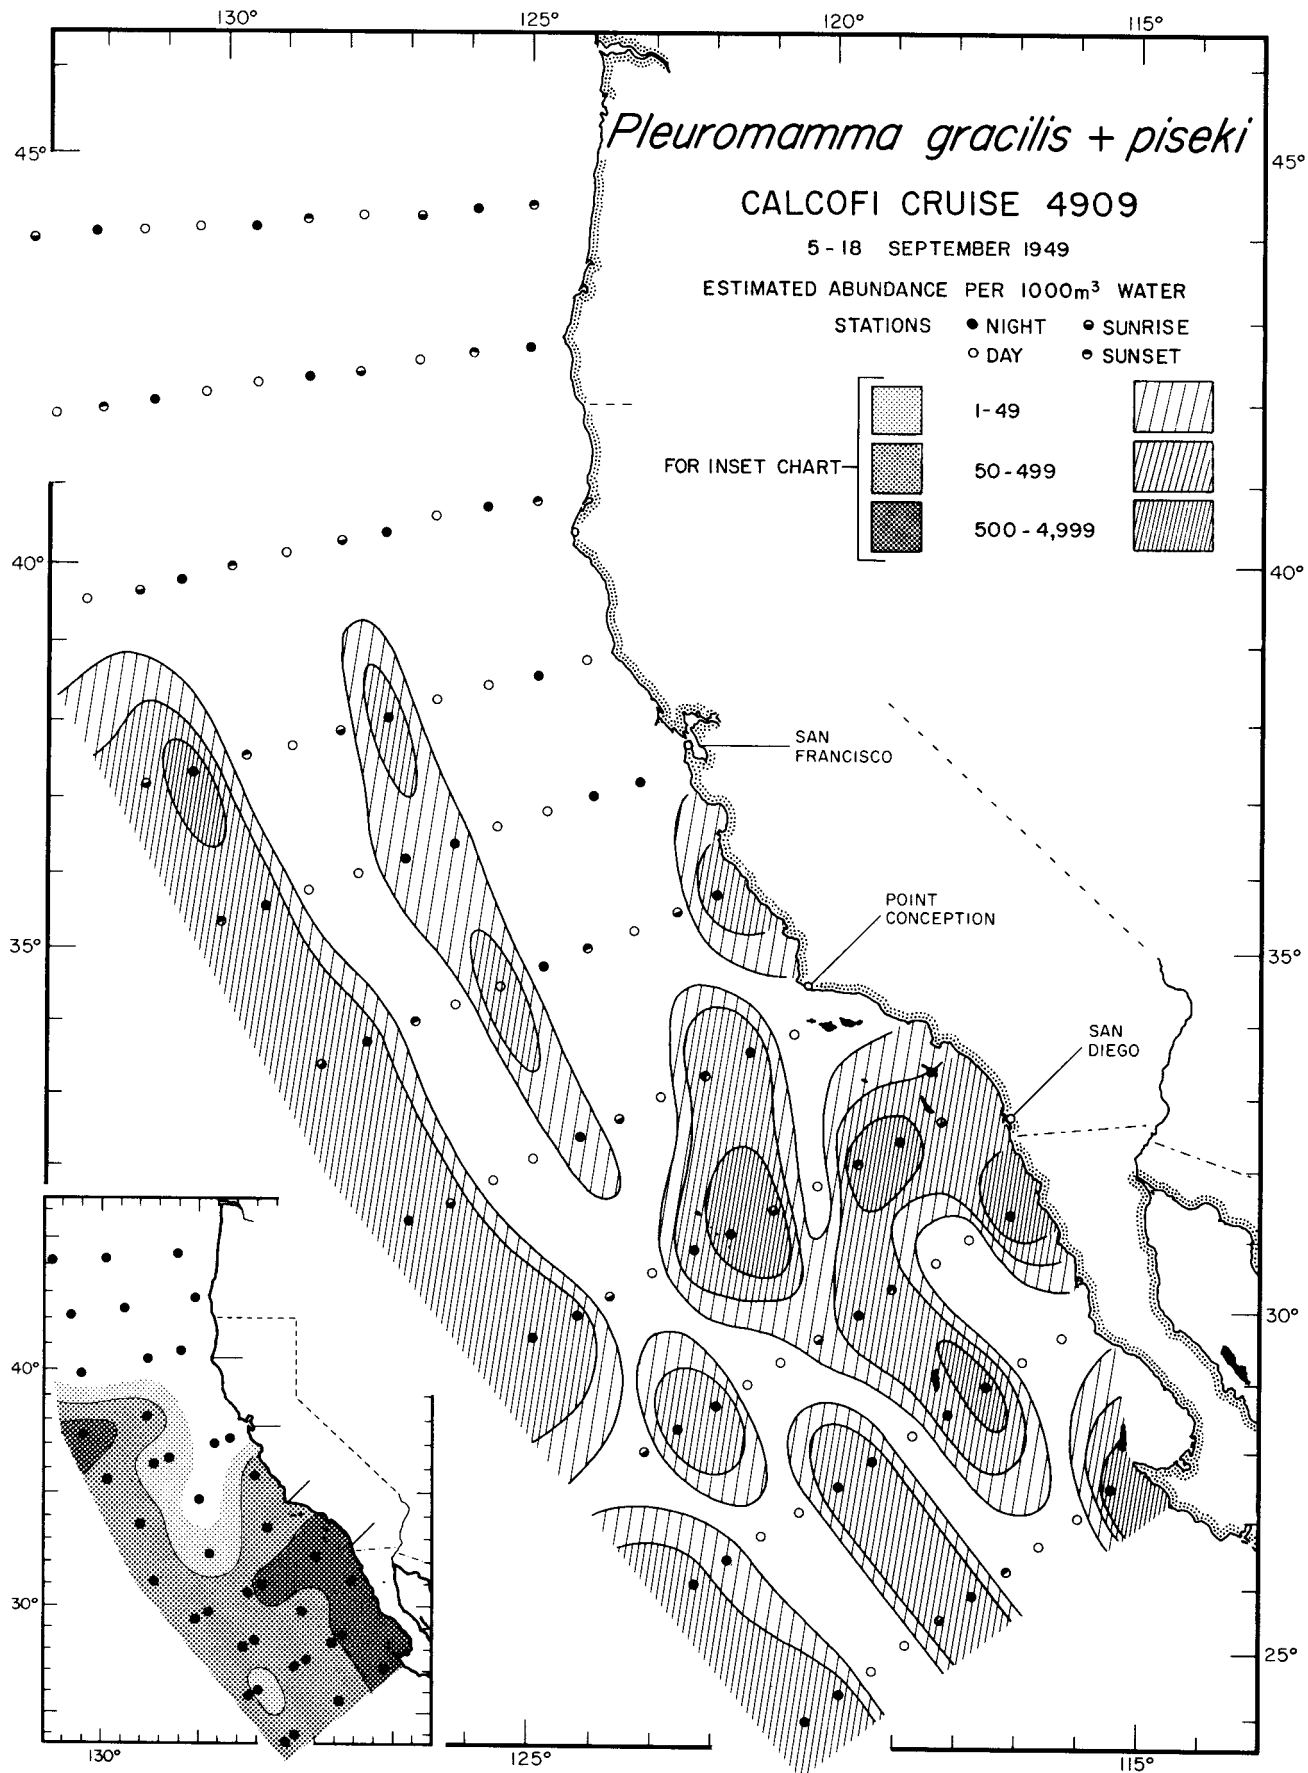 130° 125° 120° 115°
Pleuromamma gracilis + piseki
45° 45°
CALCOFI CRUISE 4909
5-18 SEPTEMBER 1949
ESTIMATED ABUNDANCE PER 1000m³ WATER
STATIONS NIGHT SUNRISE
DAY SUNSET
1-49
FOR INSET CHART 50-499
500-4,999
40° 40°
SAN
FRANCISCO
POINT
CONCEPTION
35° 35°
SAN
DIEGO
30°
40°
30°
25°
130° 125° 115°